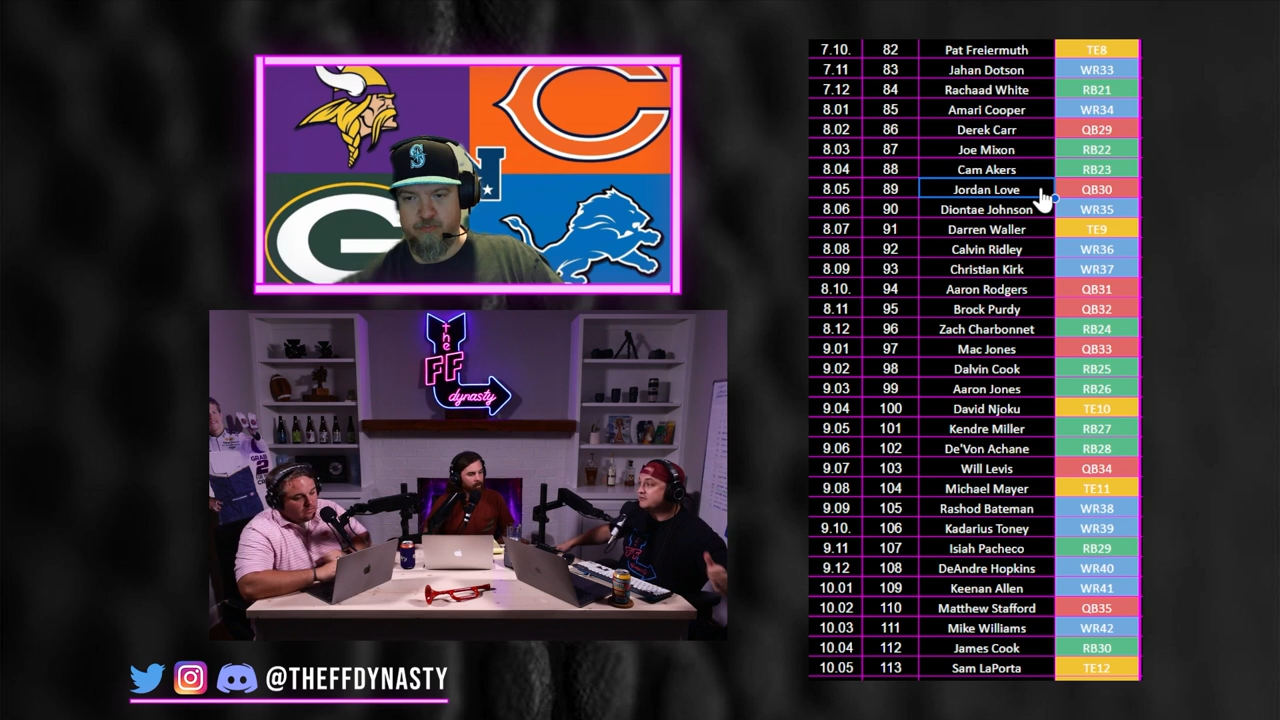 7.10. 82 Pat Freiermuth TE8
7.11 83 Jahan Dotson WR33
7.12 84 Rachaad White RB21
8.01 85 Amari Cooper WR34
8.02 86 Derek Carr QB29
8.03 87 Joe Mixon RB22
8.04 88 Cam Akers RB23
8.05 89 Jordan Love QB30
8.06 90 Diontae Johnson WR35
8.07 91 Darren Waller TE9
8.08 92 Calvin Ridley WR36
8.09 93 Christian Kirk WR37
8.10. 94 Aaron Rodgers QB31
8.11 95 Brock Purdy QB32
8.12 96 Zach Charbonnet RB24
9.01 97 Mac Jones QB33
9.02 98 Dalvin Cook RB25
9.03 99 Aaron Jones RB26
9.04 100 David Njoku TE10
9.05 101 Kendre Miller RB27
9.06 102 De'Von Achane RB28
9.07 103 Will Levis QB34
9.08 104 Michael Mayer TE11
9.09 105 Rashod Bateman WR38
9.10. 106 Kadarius Toney WR39
9.11 107 Isiah Pacheco RB29
9.12 108 DeAndre Hopkins WR40
10.01 109 Keenan Allen WR41
10.02 110 Matthew Stafford QB35
10.03 111 Mike Williams WR42
10.04 112 James Cook RB30
10.05 113 Sam LaPorta TE12
the
FF
dynasty
@THEFFDYNASTY